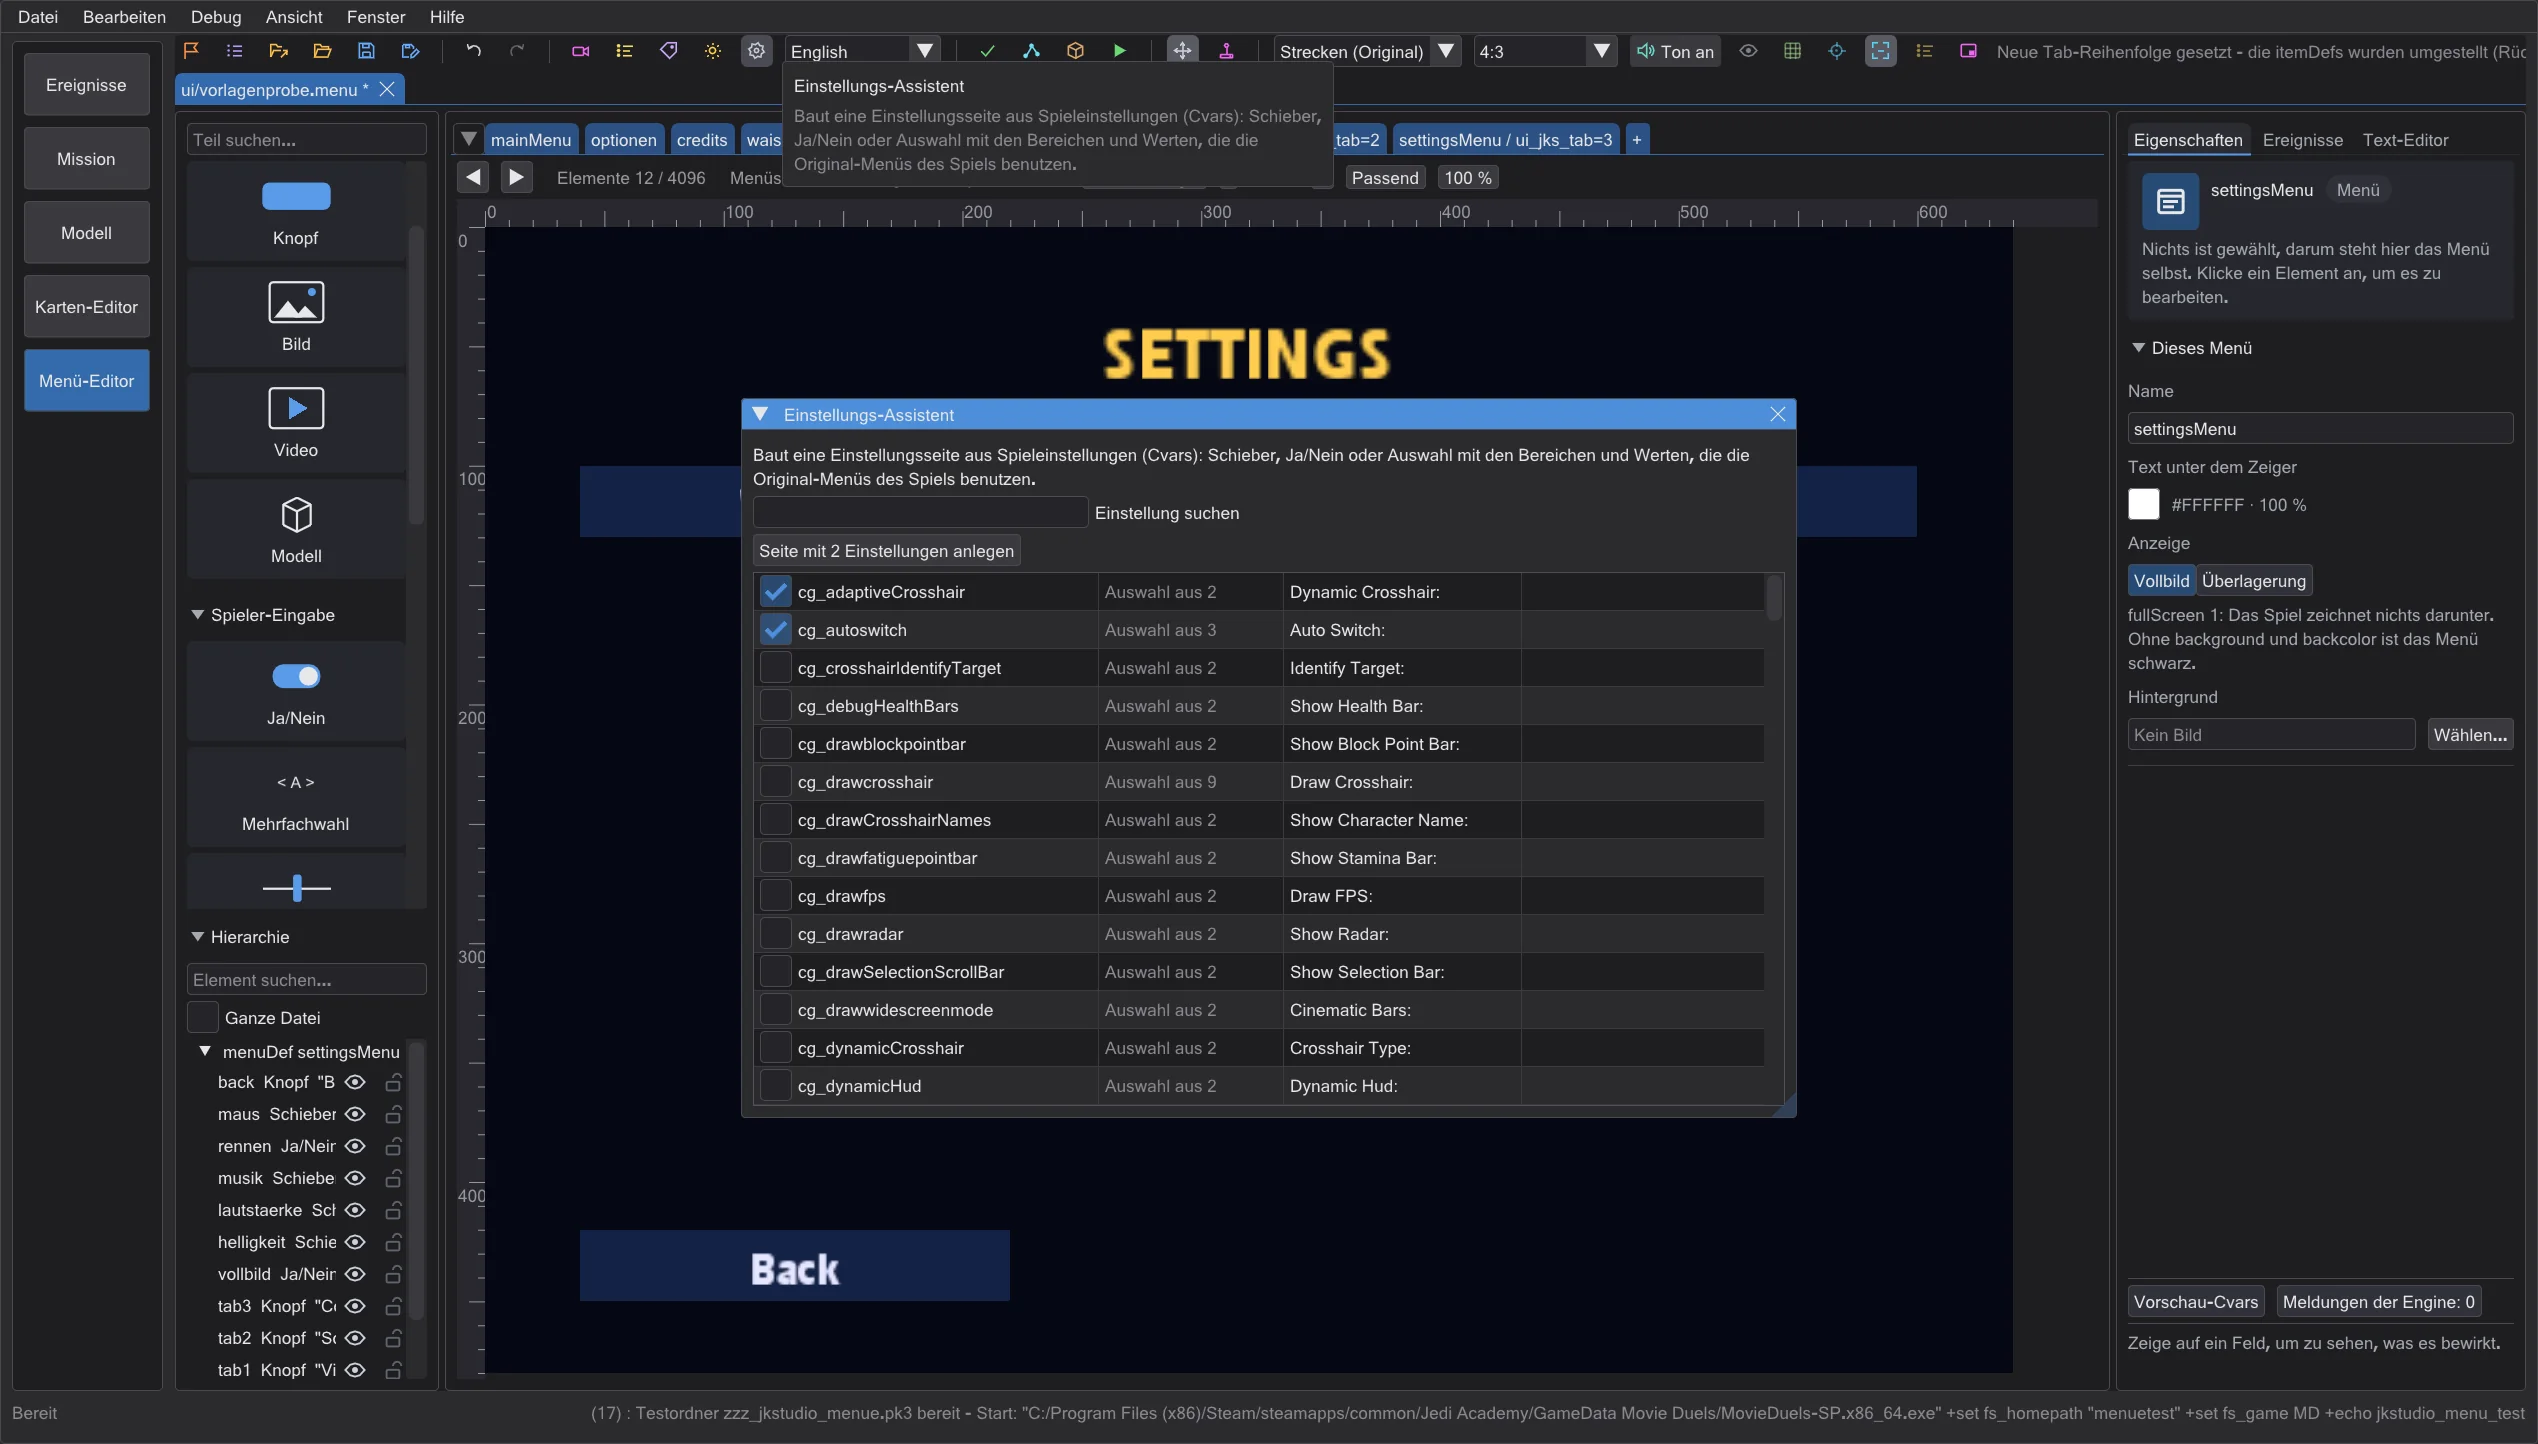 Datei Bearbeiten Debug Ansicht Fenster Hilfe
English
Strecken (Original)
4:3
Ton an
Neue Tab-Reihenfolge gesetzt - die itemDefs wurden umgestellt (Rüc
Ereignisse
Mission
Modell
Karten-Editor
Menü-Editor
ui/vorlagenprobe.menu *
Einstellungs-Assistent
Baut eine Einstellungsseite aus Spieleinstellungen (Cvars): Schieber,
Ja/Nein oder Auswahl mit den Bereichen und Werten, die die
Original-Menüs des Spiels benutzen.
Teil suchen...
Knopf
Bild
Video
Modell
Spieler-Eingabe
Ja/Nein
< A >
Mehrfachwahl
Hierarchie
Element suchen...
Ganze Datei
menuDef settingsMenu
back Knopf "B
maus Schieber
rennen Ja/Nein
musik Schiebe
lautstaerke Sch
helligkeit Schie
vollbild Ja/Nein
tab3 Knopf "Co
tab2 Knopf "So
tab1 Knopf "Vi
mainMenu optionen credits wais tab=2 settingsMenu / ui_jks_tab=3 +
Elemente 12 / 4096 Menüs Passend 100 %
0 100 200 300 400 500 600
0
100
200
300
400
SETTINGS
Einstellungs-Assistent
Baut eine Einstellungsseite aus Spieleinstellungen (Cvars): Schieber, Ja/Nein oder Auswahl mit den Bereichen und Werten, die die
Original-Menüs des Spiels benutzen.
Einstellung suchen
Seite mit 2 Einstellungen anlegen
cg_adaptiveCrosshair Auswahl aus 2 Dynamic Crosshair:
cg_autoswitch Auswahl aus 3 Auto Switch:
cg_crosshairIdentifyTarget Auswahl aus 2 Identify Target:
cg_debugHealthBars Auswahl aus 2 Show Health Bar:
cg_drawblockpointbar Auswahl aus 2 Show Block Point Bar:
cg_drawcrosshair Auswahl aus 9 Draw Crosshair:
cg_drawCrosshairNames Auswahl aus 2 Show Character Name:
cg_drawfatiguepointbar Auswahl aus 2 Show Stamina Bar:
cg_drawfps Auswahl aus 2 Draw FPS:
cg_drawradar Auswahl aus 2 Show Radar:
cg_drawSelectionScrollBar Auswahl aus 2 Show Selection Bar:
cg_drawwidescreenmode Auswahl aus 2 Cinematic Bars:
cg_dynamicCrosshair Auswahl aus 2 Crosshair Type:
cg_dynamicHud Auswahl aus 2 Dynamic Hud:
Back
Eigenschaften Ereignisse Text-Editor
settingsMenu Menü
Nichts ist gewählt, darum steht hier das Menü
selbst. Klicke ein Element an, um es zu
bearbeiten.
Dieses Menü
Name
settingsMenu
Text unter dem Zeiger
#FFFFFF · 100 %
Anzeige
Vollbild Überlagerung
fullScreen 1: Das Spiel zeichnet nichts darunter.
Ohne background und backcolor ist das Menü
schwarz.
Hintergrund
Kein Bild Wählen...
Vorschau-Cvars Meldungen der Engine: 0
Zeige auf ein Feld, um zu sehen, was es bewirkt.
Bereit
(17) : Testordner zzz_jkstudio_menue.pk3 bereit - Start: "C:/Program Files (x86)/Steam/steamapps/common/Jedi Academy/GameData Movie Duels/MovieDuels-SP.x86_64.exe" +set fs_homepath "menuetest" +set fs_game MD +echo jkstudio_menu_test